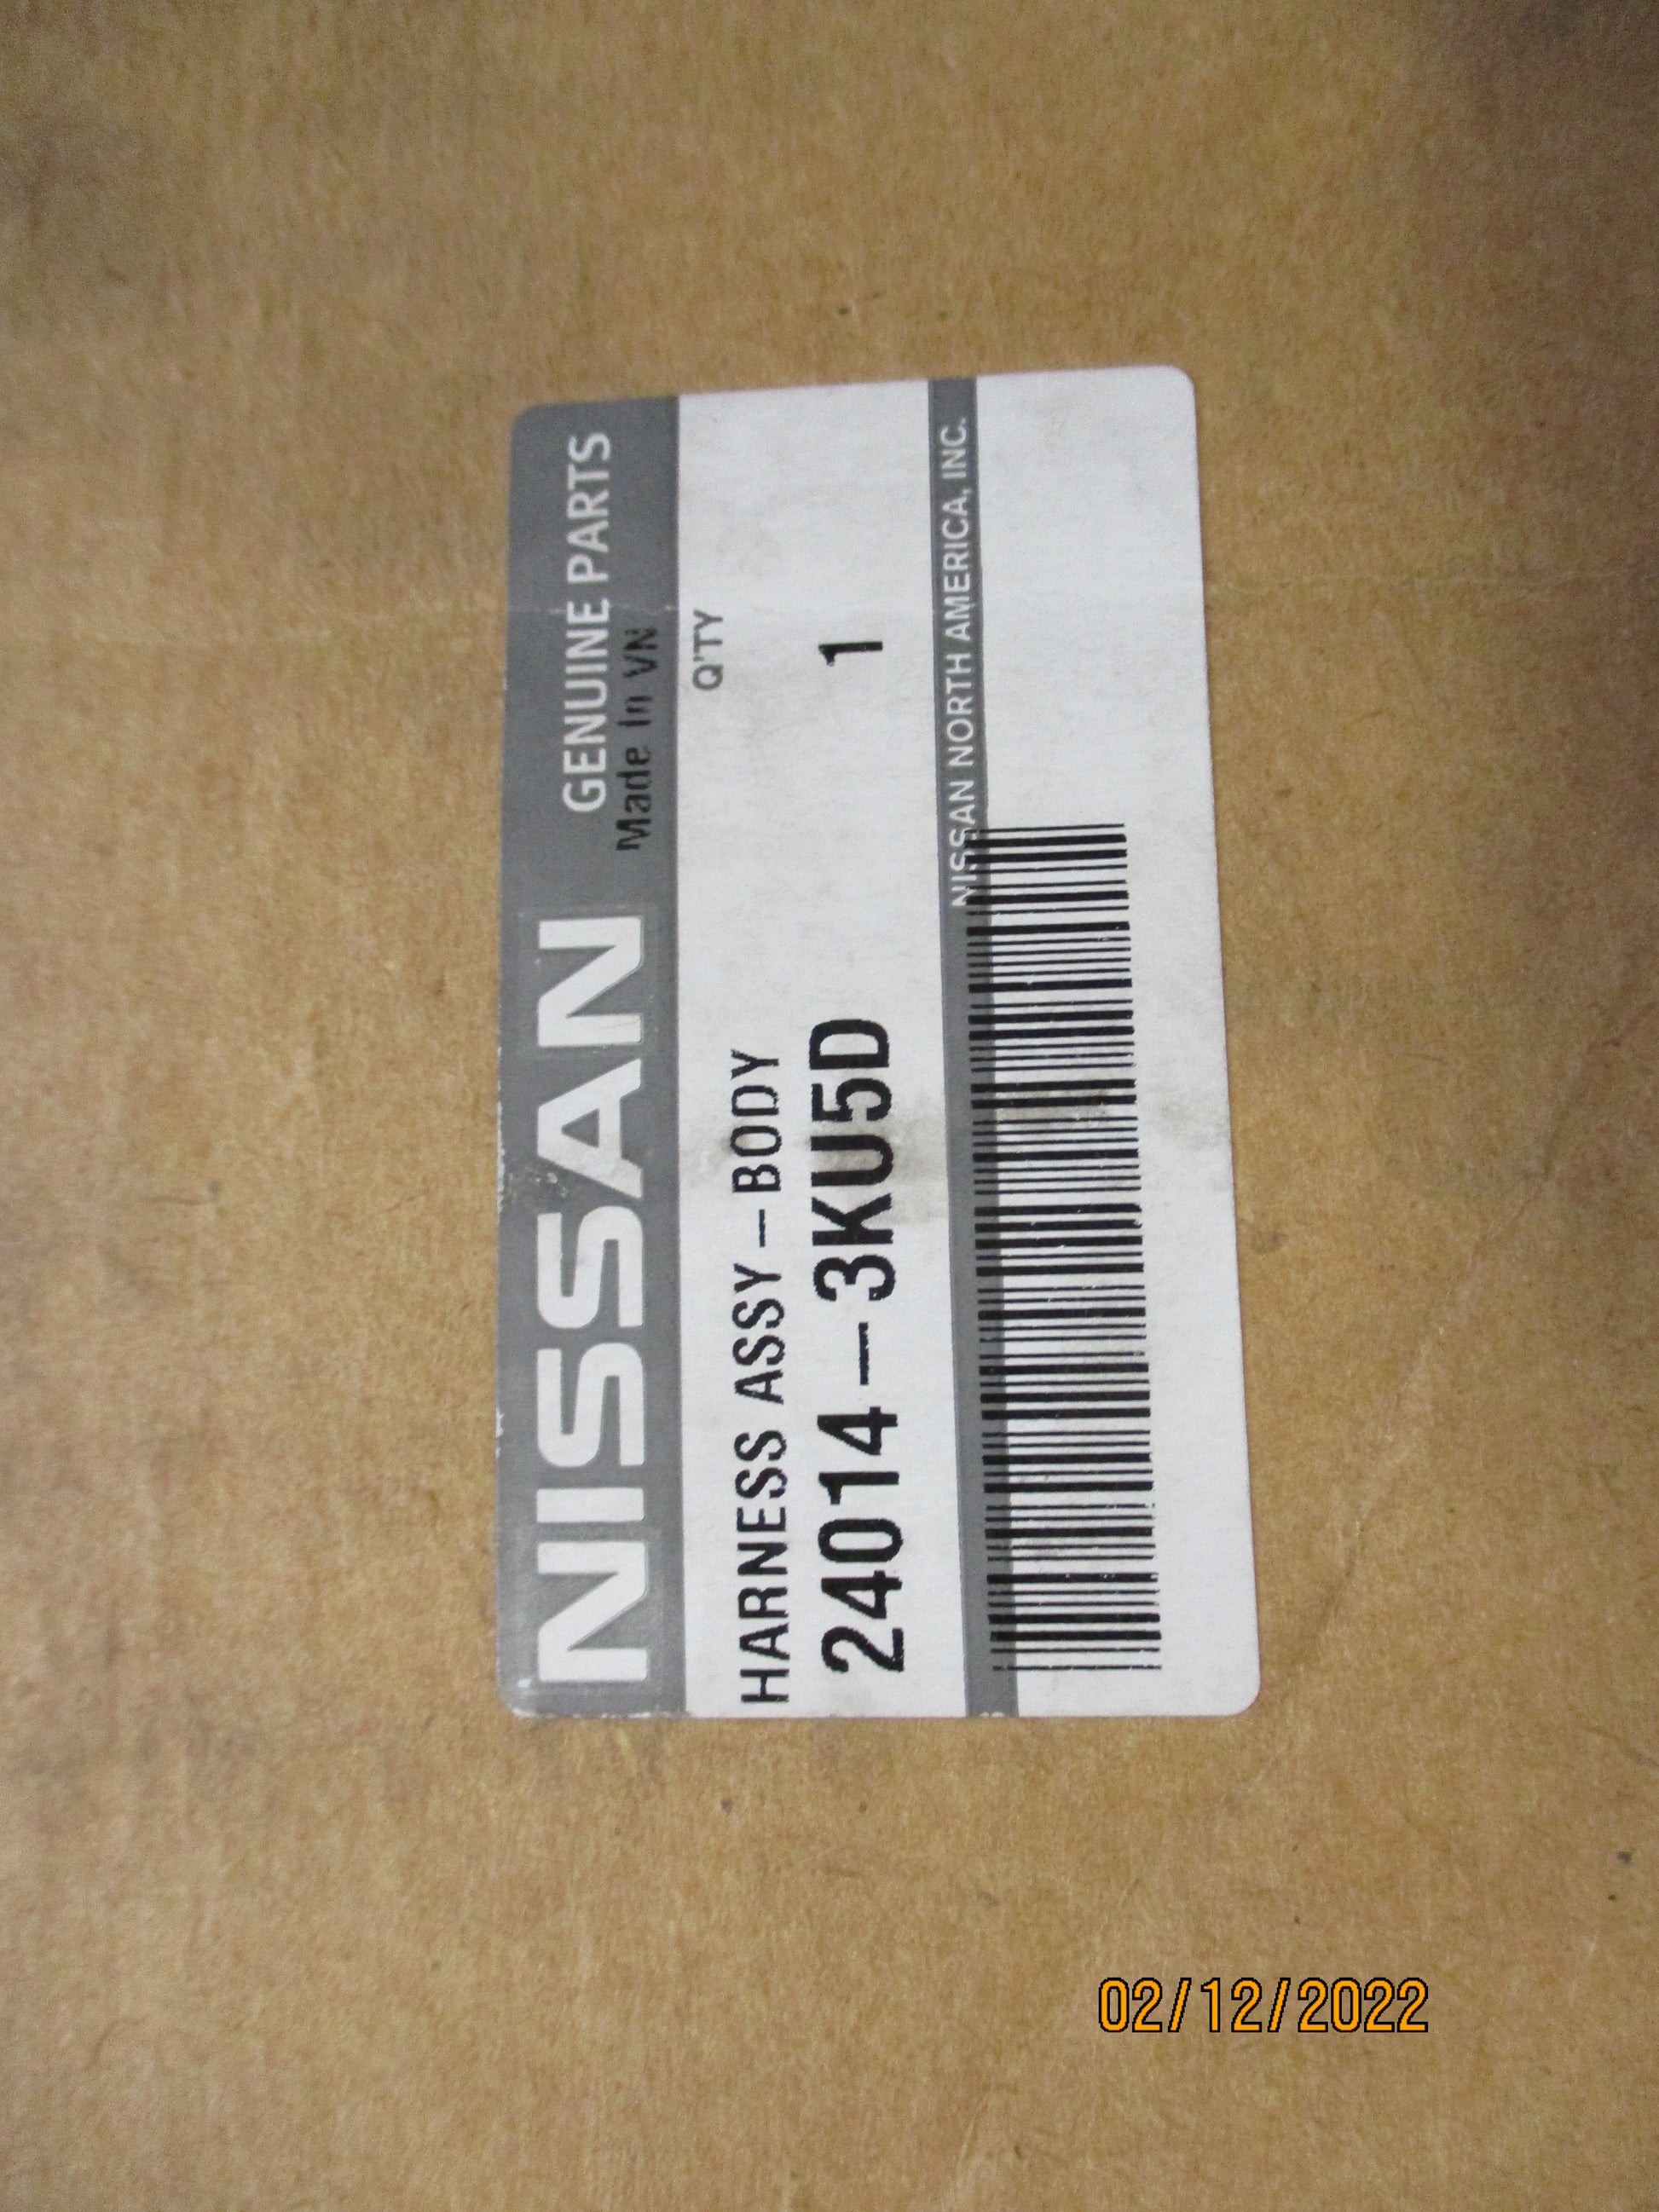 NISSAN
GENUINE PARTS
Made In VN
Q'TY
HARNESS ASSY-BODY
24014-3KU5D 1
NISSAN NORTH AMERICA, INC.
02/12/2022